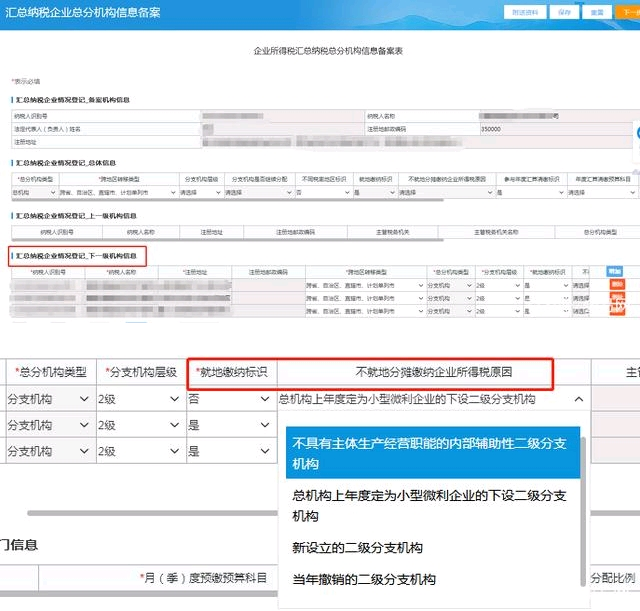 汇总纳税企业总分机构信息备案
附送资料 保存 重置 下一
企业所得税汇总纳税总分机构信息备案表
*表示必填
汇总纳税企业情况登记_备案机构信息
纳税人识别号 纳税人名称
法定代表人（负责人）姓名 注册地邮政编码 350000
注册地址
汇总纳税企业情况登记_总体信息
*总分机构类型 *跨地区转移类型 分支机构层级 分支机构是否继续分配 不同税率地区标识 就地缴纳标识 不就地分摊缴纳企业所得税原因 参与年度汇算清缴标识 年度汇算清缴预算科目
总机构 跨省、自治区、直辖市、计划单列市 请选择 请选择 否 是 请选择 是 请选择
汇总纳税企业情况登记_上一级机构信息
纳税人识别号 纳税人名称 注册地址 注册地邮政编码 主管税务机关 主管税务机关名称 总分机构类型
汇总纳税企业情况登记_下一级机构信息
*纳税人识别号 *纳税人名称 *注册地址 注册地邮政编码 *跨地区转移类型 *总分机构类型 *分支机构层级 *就地缴纳标识 不 增加
跨省、自治区、直辖市、计划单列市 分支机构 2级 是 请选 删除
跨省、自治区、直辖市、计划单列市 分支机构 2级 是 请选
跨省、自治区、直辖市、计划单列市 分支机构 2级 是 请选
*总分机构类型 *分支机构层级 *就地缴纳标识 不就地分摊缴纳企业所得税原因 主管
分支机构 2级 否 总机构上年度定为小型微利企业的下设二级分支机构
分支机构 2级 是
分支机构 2级 是
不具有主体生产经营职能的内部辅助性二级分支
机构
总机构上年度定为小型微利企业的下设二级分支
机构
新设立的二级分支机构
当年撤销的二级分支机构
门信息
*月（季）度预缴预算科目 分配比例